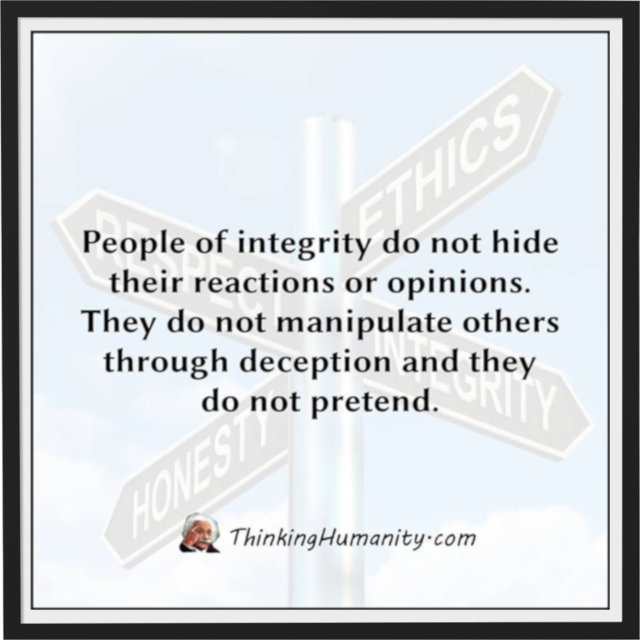 ETHICS
RESPECT
People of integrity do not hide
their reactions or opinions.
They do not manipulate others
through deception and they
do not pretend.
INTEGRITY
HONESTY
ThinkingHumanity.com